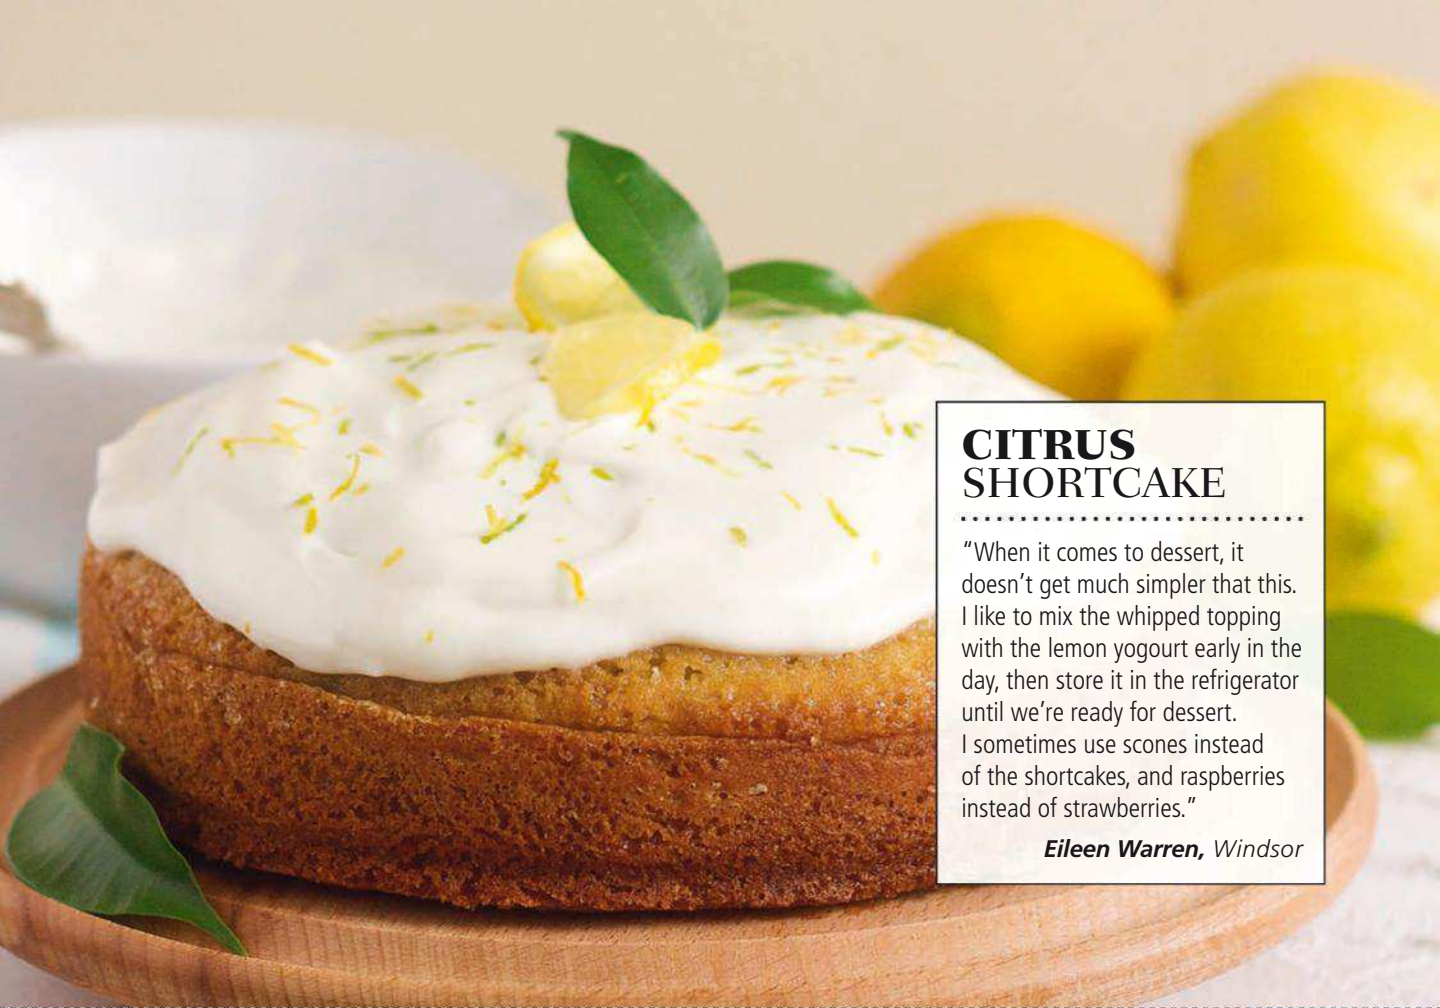 CITRUS
SHORTCAKE
“When it comes to dessert, it
doesn’t get much simpler that this.
I like to mix the whipped topping
with the lemon yogourt early in the
day, then store it in the refrigerator
until we’re ready for dessert.
I sometimes use scones instead
of the shortcakes, and raspberries
instead of strawberries.”
Eileen Warren, Windsor